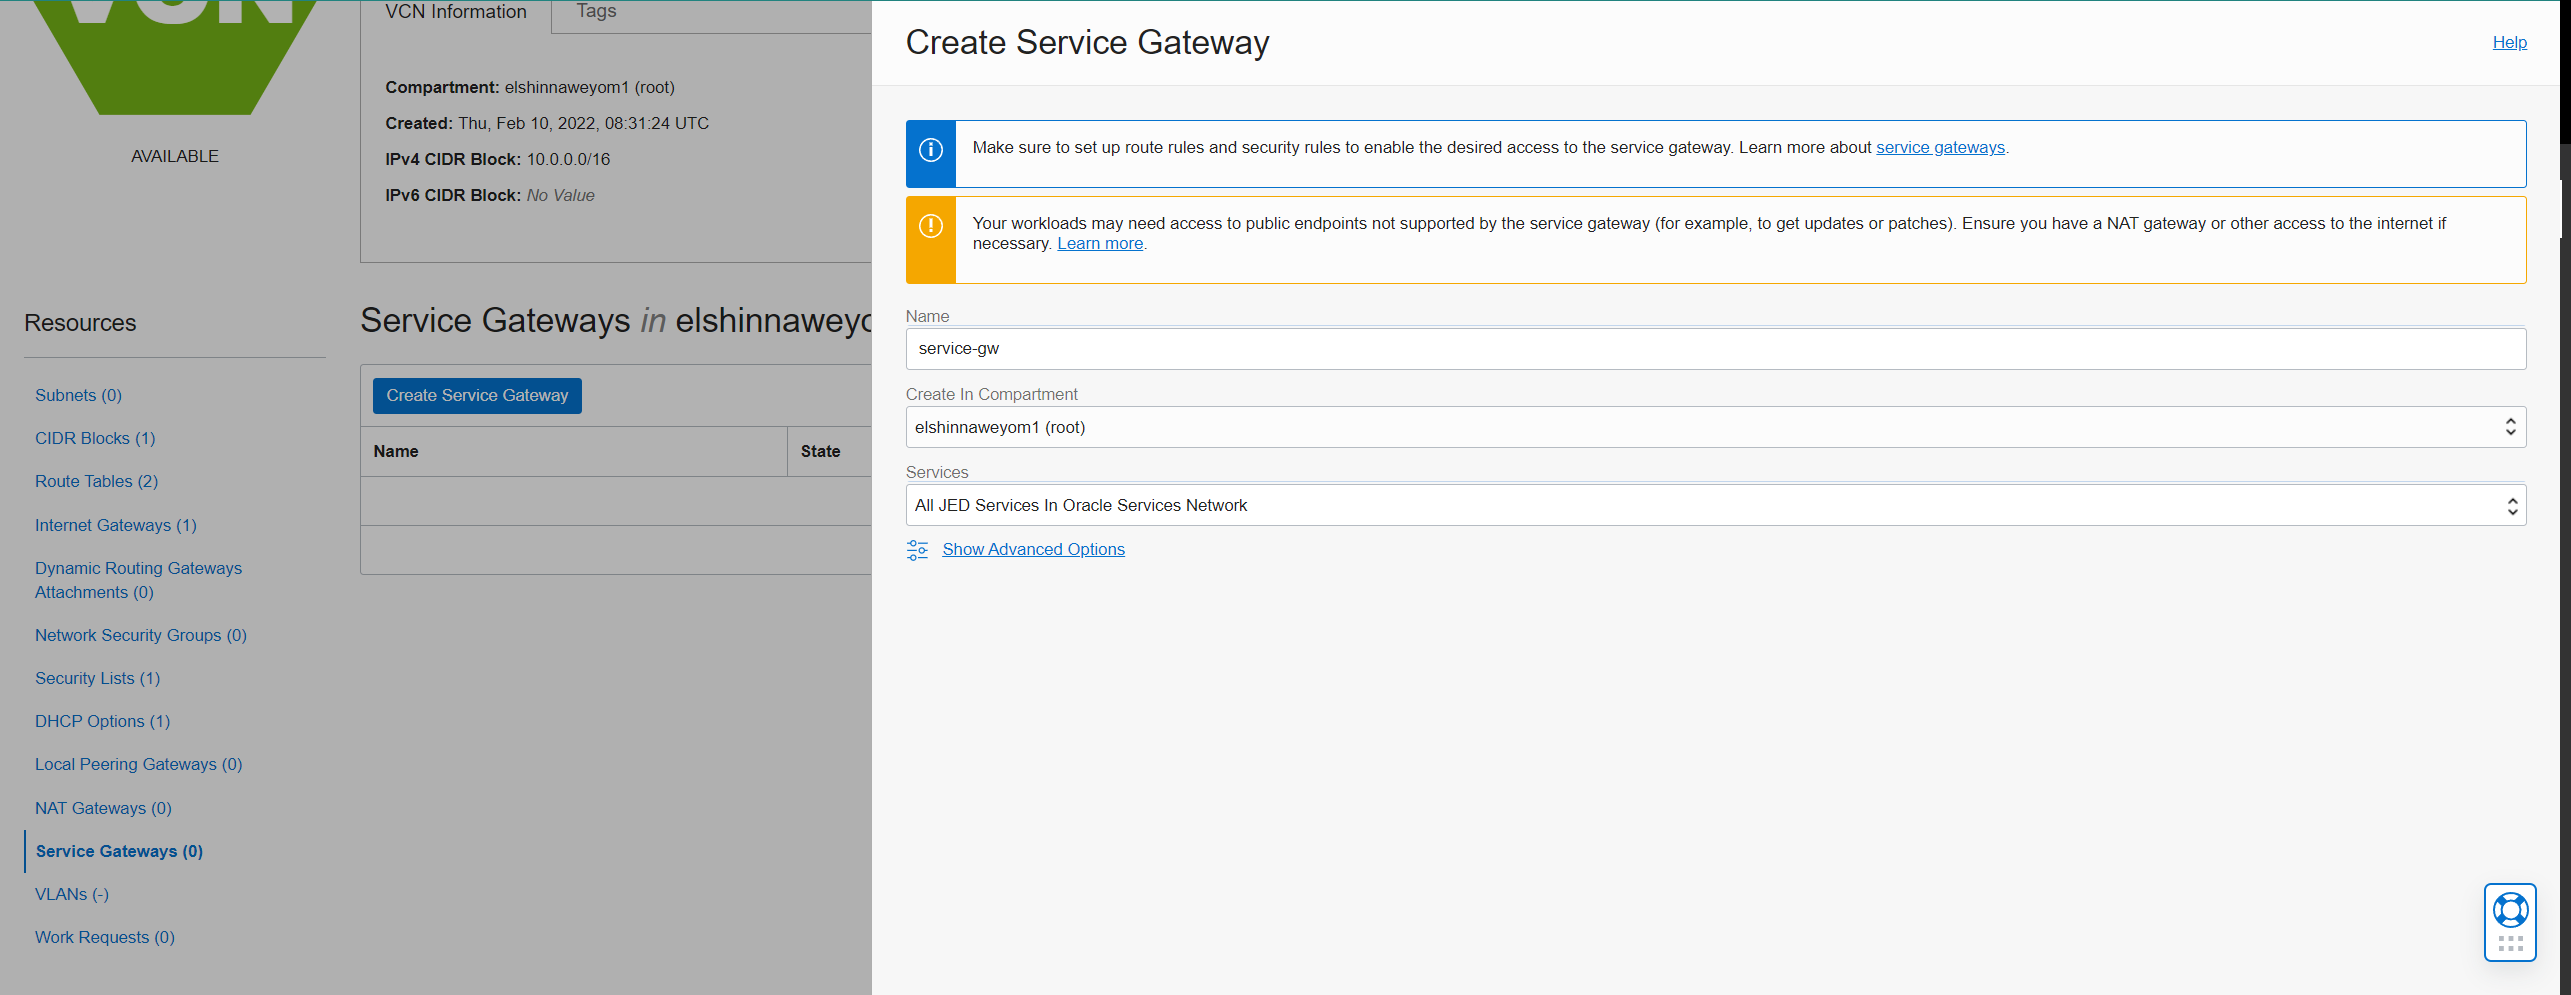 VCN
AVAILABLE
VCN Information
Tags
Compartment: elshinnaweyom1 (root)
Created: Thu, Feb 10, 2022, 08:31:24 UTC
IPv4 CIDR Block: 10.0.0.0/16
IPv6 CIDR Block: No Value
Resources
Subnets (0)
CIDR Blocks (1)
Route Tables (2)
Internet Gateways (1)
Dynamic Routing Gateways
Attachments (0)
Network Security Groups (0)
Security Lists (1)
DHCP Options (1)
Local Peering Gateways (0)
NAT Gateways (0)
Service Gateways (0)
VLANs (-)
Work Requests (0)
Service Gateways in elshinnaweyo
Create Service Gateway
Name
State
Create Service Gateway
Help
Make sure to set up route rules and security rules to enable the desired access to the service gateway. Learn more about service gateways.
Your workloads may need access to public endpoints not supported by the service gateway (for example, to get updates or patches). Ensure you have a NAT gateway or other access to the internet if
necessary. Learn more.
Name
service-gw
Create In Compartment
elshinnaweyom1 (root)
Services
All JED Services In Oracle Services Network
Show Advanced Options